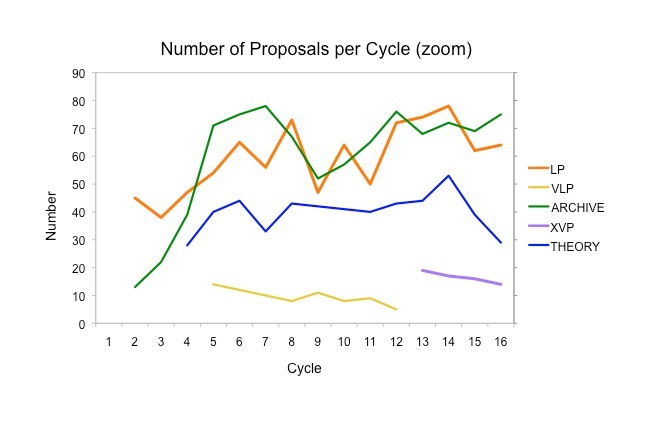 Number of Proposals per Cycle (zoom)
90
80
70
60
50
40
30
20
10
0
Number
1 2 3 4 5 6 7 8 9 10 11 12 13 14 15 16
Cycle
LP
VLP
ARCHIVE
XVP
THEORY